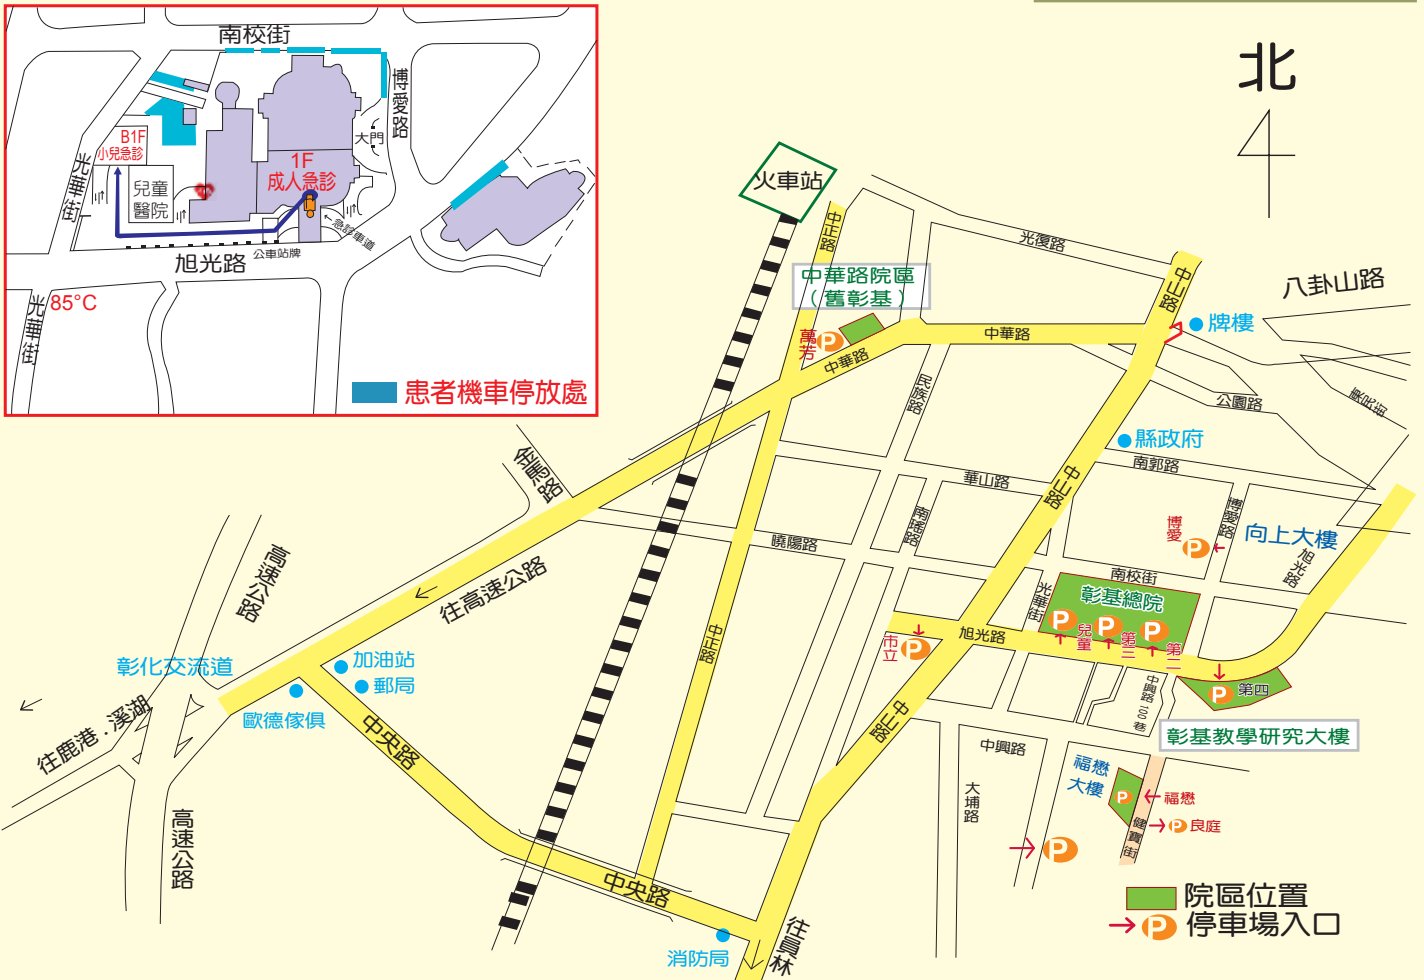 南校街
博愛路
大門
B1F
小兒急診
1F
成人急診
兒童
醫院
光華街
←急診車道
公車站牌
旭光路
光華街
85°C
患者機車停放處
北
火車站
中正路
光復路
中山路
八卦山路
中華路院區
(舊彰基)
牌樓
萬芳
P
中華路
中華路
民族路
公園路
縣政府
南郭路
金馬路
華山路
中山路
博愛路
博愛
P
向上大樓
旭光路
南瑤路
曉陽路
高速公路
往高速公路
南校街
光華街
彰基總院
P
P
P
兒童
第三
第二
市立
P
旭光路
中正路
彰化交流道
加油站
郵局
歐德傢俱
第四
P
中興路100巷
中山路
彰基教學研究大樓
往鹿港.溪湖
中央路
中興路
福懋
大樓
P
福懋
P
良庭
大埔路
健寶街
P
高速公路
中央路
院區位置
P
停車場入口
往員林
消防局